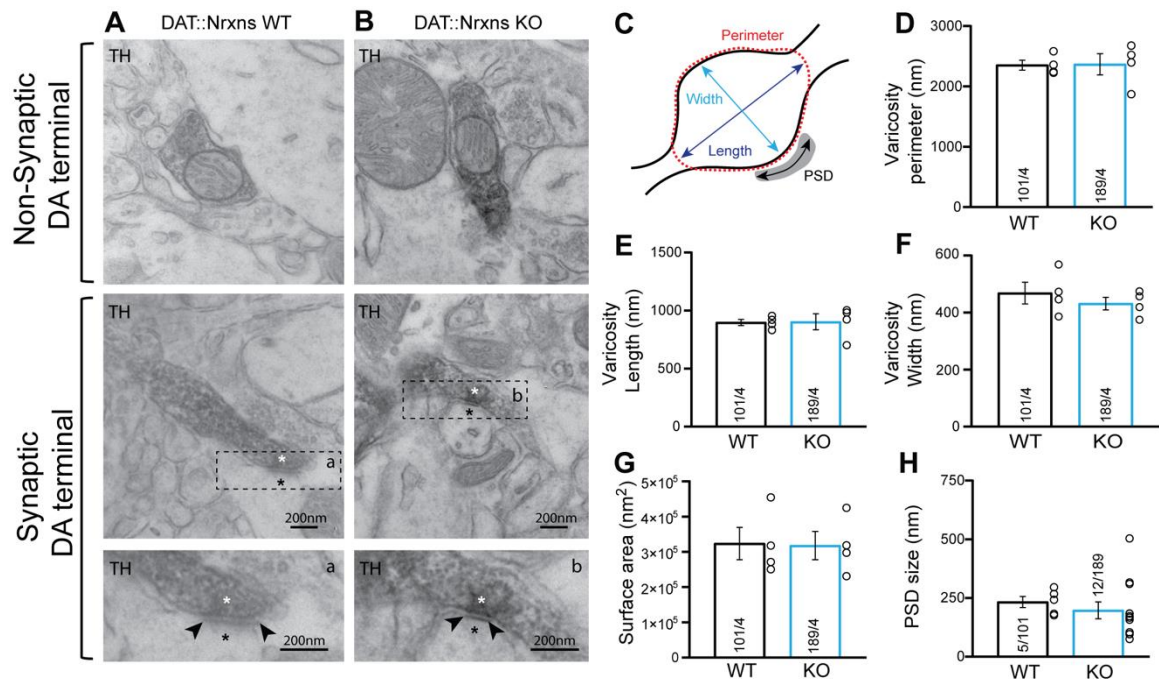 A DAT::Nrxns WT
B DAT::Nrxns KO
Non-Synaptic
DA terminal
TH
TH
Synaptic
DA terminal
TH
a
200nm
TH
b
200nm
TH
a
200nm
TH
b
200nm
C
Perimeter
Width
Length
PSD
D
Varicosity
perimeter (nm)
3000
2000
1000
0
101/4
189/4
WT
KO
E
Varicosity
Length (nm)
1500
1000
500
0
101/4
189/4
WT
KO
F
Varicosity
Width (nm)
600
400
200
0
101/4
189/4
WT
KO
G
Surface area (nm²)
5×10⁵
4×10⁵
3×10⁵
2×10⁵
1×10⁵
0
101/4
189/4
WT
KO
H
PSD size (nm)
750
500
250
0
5/101
12/189
WT
KO